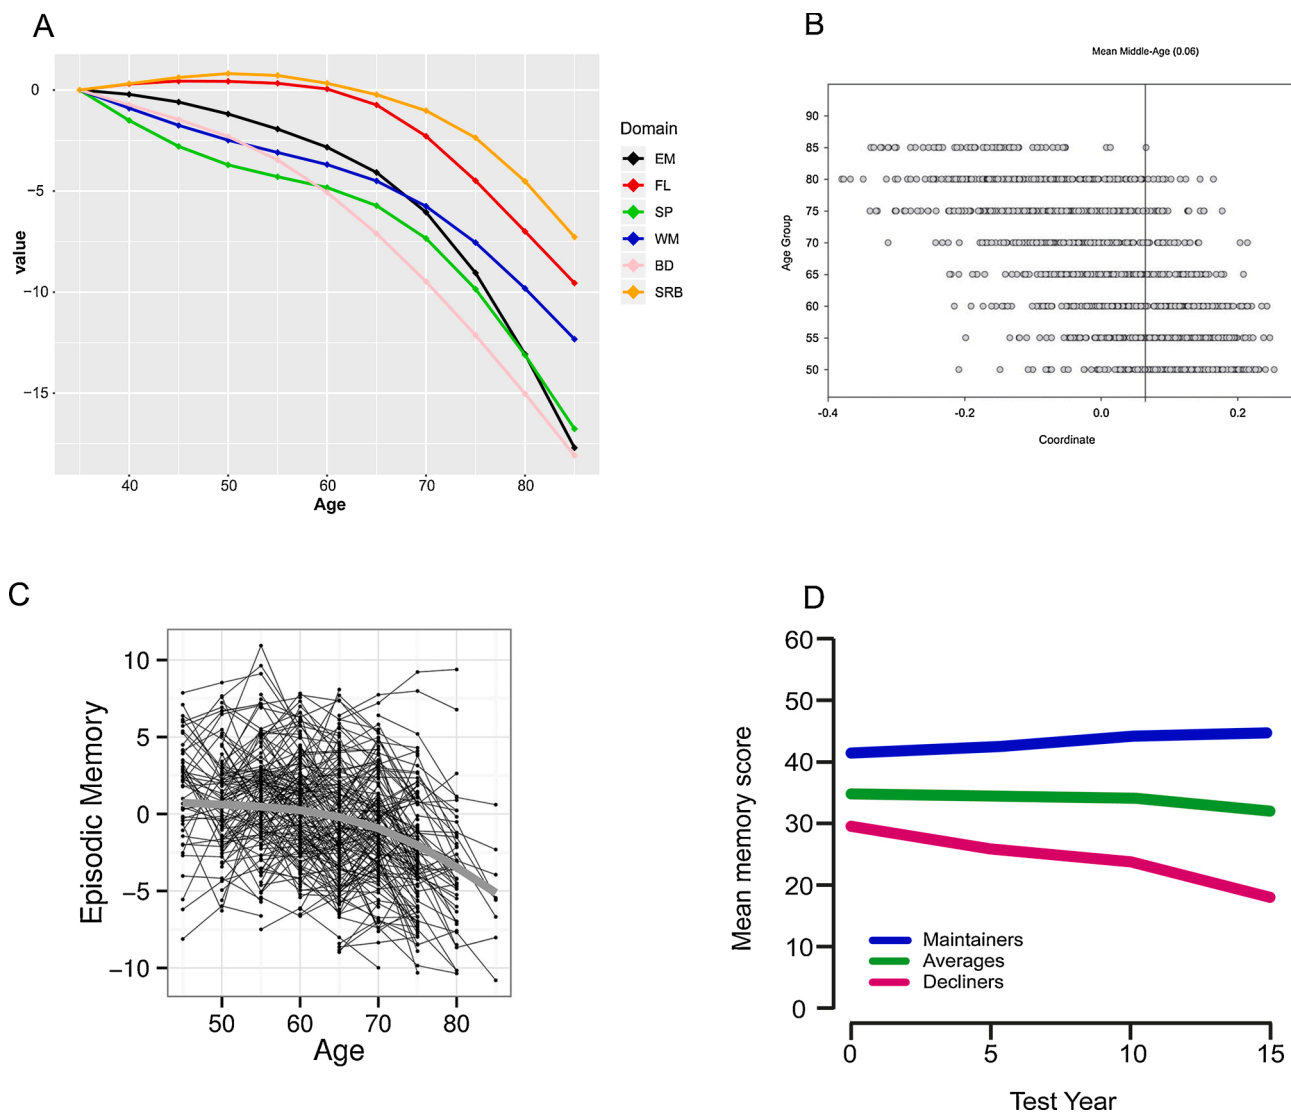 A
0
−5
−10
−15
value
40
50
60
70
80
Age
Domain
EM
FL
SP
WM
BD
SRB
B
Mean Middle-Age (0.06)
90
85
80
75
70
65
60
55
50
Age Group
-0.4
-0.2
0.0
0.2
Coordinate
C
10
5
0
−5
−10
Episodic Memory
50
60
70
80
Age
D
60
50
40
30
20
10
0
Mean memory score
Maintainers
Averages
Decliners
0
5
10
15
Test Year